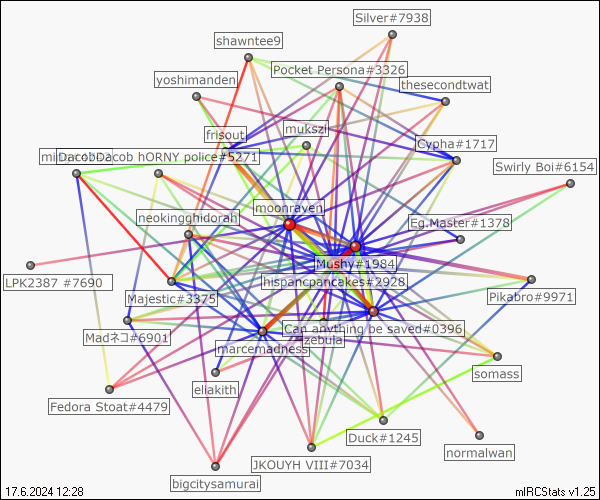 Silver#7938
shawntee9
Pocket Persona#3326
yoshimanden
thesecondtwat
mukszi
frisout
Cypha#1717
hORNY police#5271
Swirly Boi#6154
moonraven
neokingghidorah
Eg.Master#1378
Mushy#1984
LPK2387 #7690
hispancpancakes#2928
Pikabro#9971
Majestic#3375
Can anything be saved#0396
Madネコ#6901
zebula
marcemadness
somass
eliakith
Fedora Stoat#4479
Duck#1245
normalwan
JKOUYH VIII#7034
bigcitysamurai
17.6.2024 12:28
mIRCStats v1.25